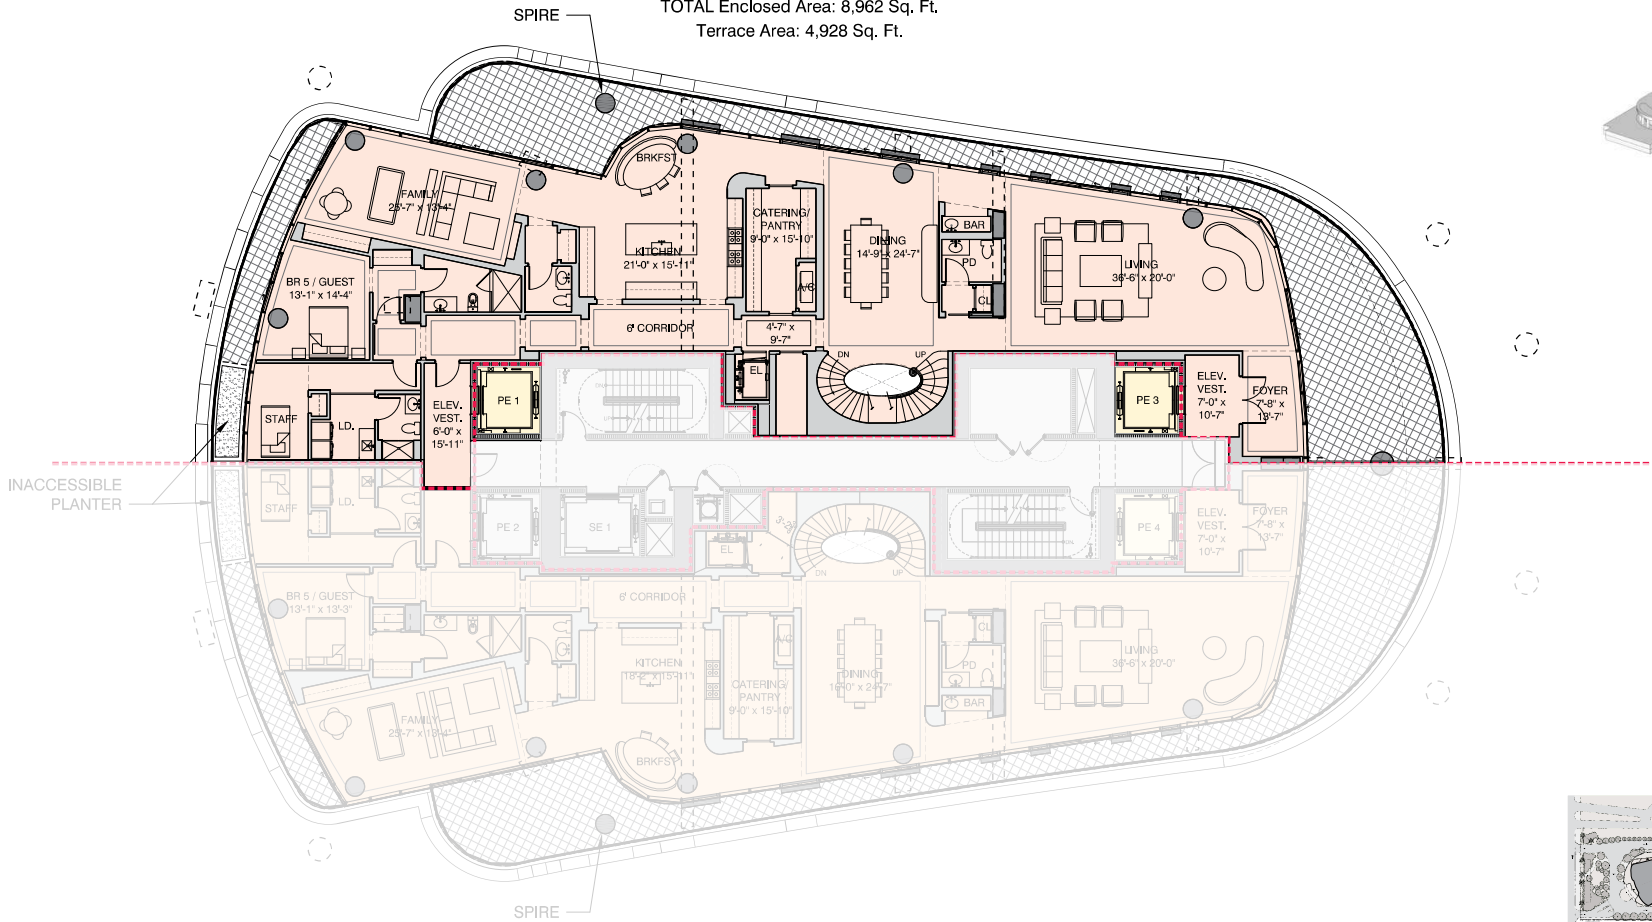 TOTAL Enclosed Area: 8,962 Sq. Ft.
Terrace Area: 4,928 Sq. Ft.
SPIRE
BRKFST
FAMILY
25'-7" x 13'-4"
CATERING/
PANTRY
9'-0" x 15'-10"
BAR
DINING
14'-9" x 24'-7"
KITCHEN
21'-0" x 15'-11"
PD
LIVING
36'-6" x 20'-0"
BR 5 / GUEST
13'-1" x 14'-4"
A/C
CL
6' CORRIDOR
4'-7" x
9'-7"
DN
UP
EL
PE 1
ELEV.
VEST.
6'-0" x
15'-11"
STAFF
LD.
PE 3
ELEV.
VEST.
7'-0" x
10'-7"
FOYER
7'-8" x
13'-7"
INACCESSIBLE
PLANTER
STAFF
LD.
PE 2
SE 1
EL
DN
UP
PE 4
ELEV.
VEST.
7'-0" x
10'-7"
FOYER
7'-8" x
13'-7"
BR 5 / GUEST
13'-1" x 13'-3"
6' CORRIDOR
CL
A/C
KITCHEN
18'-2" x 15'-11"
PD
LIVING
36'-6" x 20'-0"
CATERING/
PANTRY
9'-0" x 15'-10"
DINING
BAR
FAMILY
25'-7" x 13'-4"
BRKFST
SPIRE